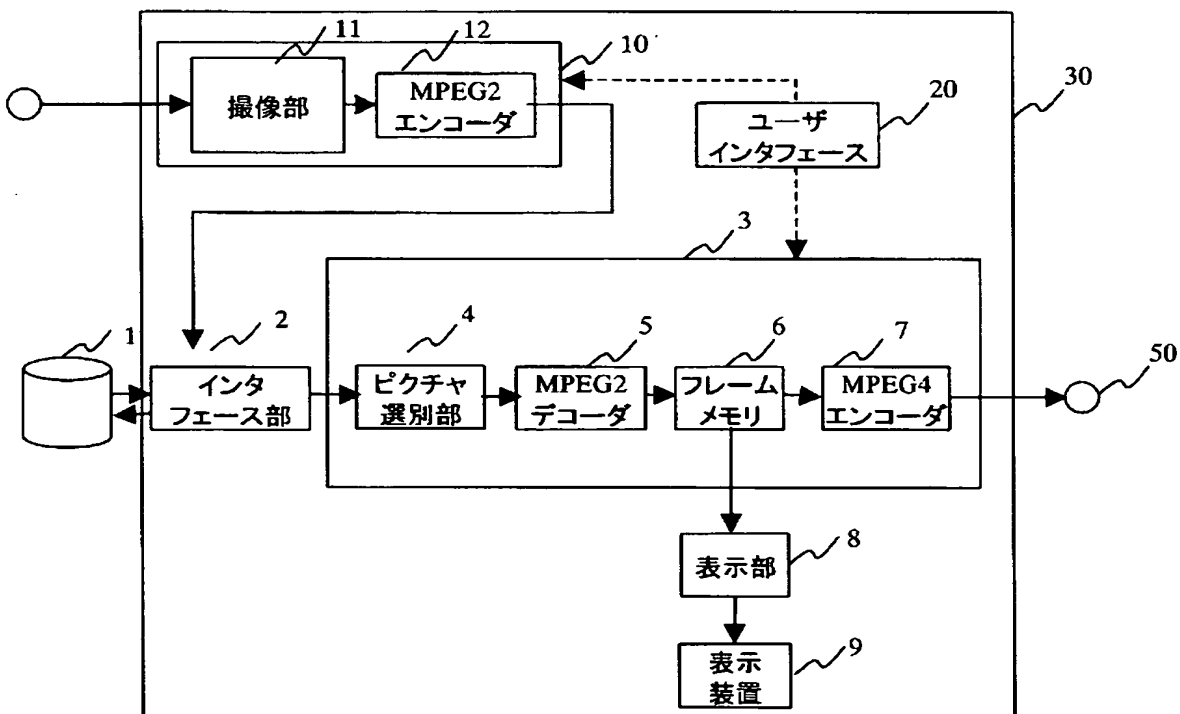 11
12
10
撮像部
MPEG2
エンコーダ
20
30
ユーザ
インタフェース
3
1
2
4
5
6
7
50
インタ
フェース部
ピクチャ
選別部
MPEG2
デコーダ
フレーム
メモリ
MPEG4
エンコーダ
8
表示部
9
表示
装置